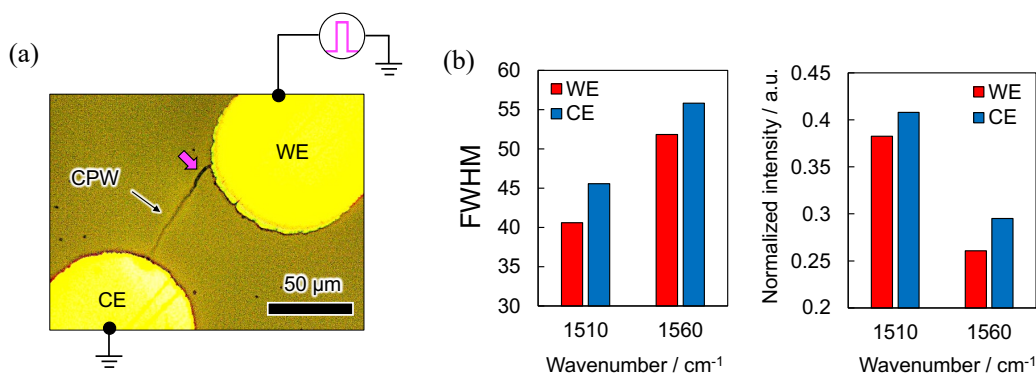 (a)
WE
CPW
CE
50 μm
(b)
FWHM
60
55
50
45
40
35
30
WE
CE
1510
1560
Wavenumber / cm⁻¹
Normalized intensity / a.u.
0.45
0.4
0.35
0.3
0.25
0.2
WE
CE
1510
1560
Wavenumber / cm⁻¹